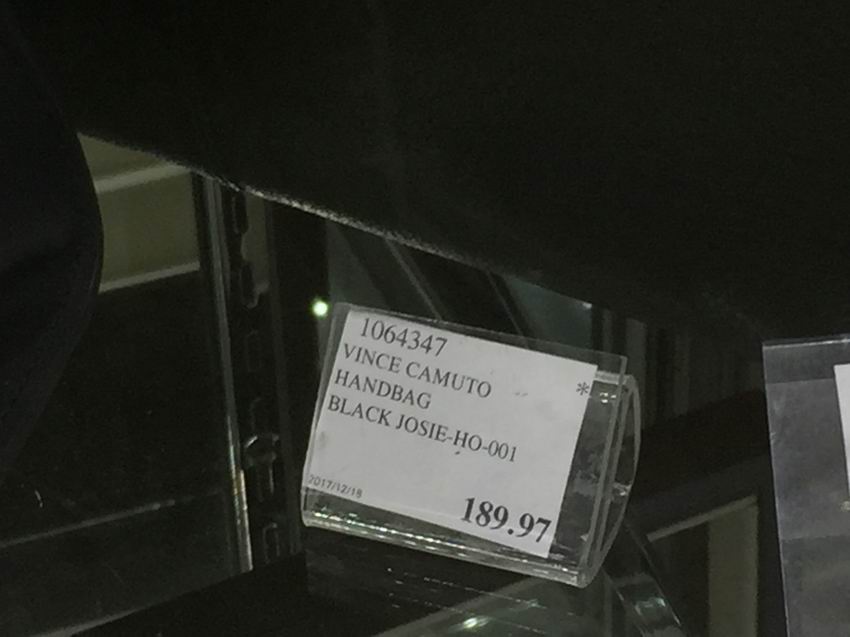 1064347
VINCE CAMUTO *
HANDBAG
BLACK JOSIE-HO-001
2017/12/18
189.97